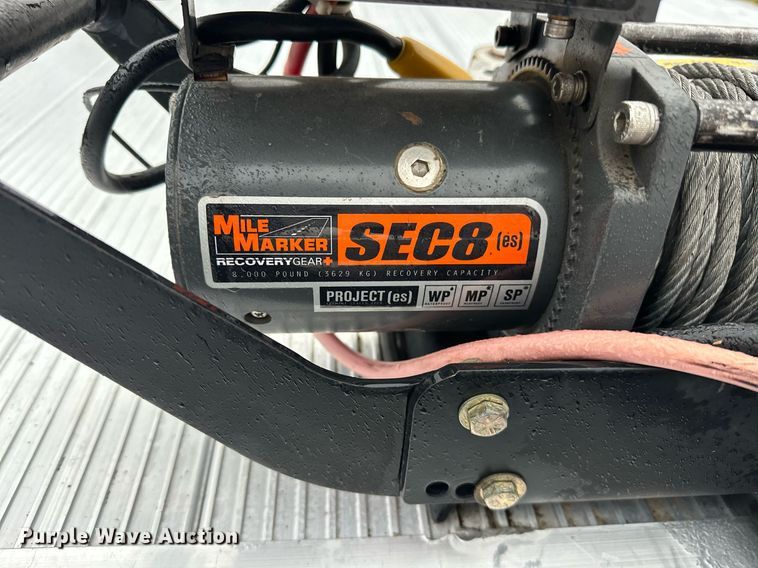 MILE
MARKER
RECOVERYGEAR+
SEC8 (es)
8,000 POUND (3629 KG) RECOVERY CAPACITY
PROJECT(es) WP MP SP
Purple Wave Auction